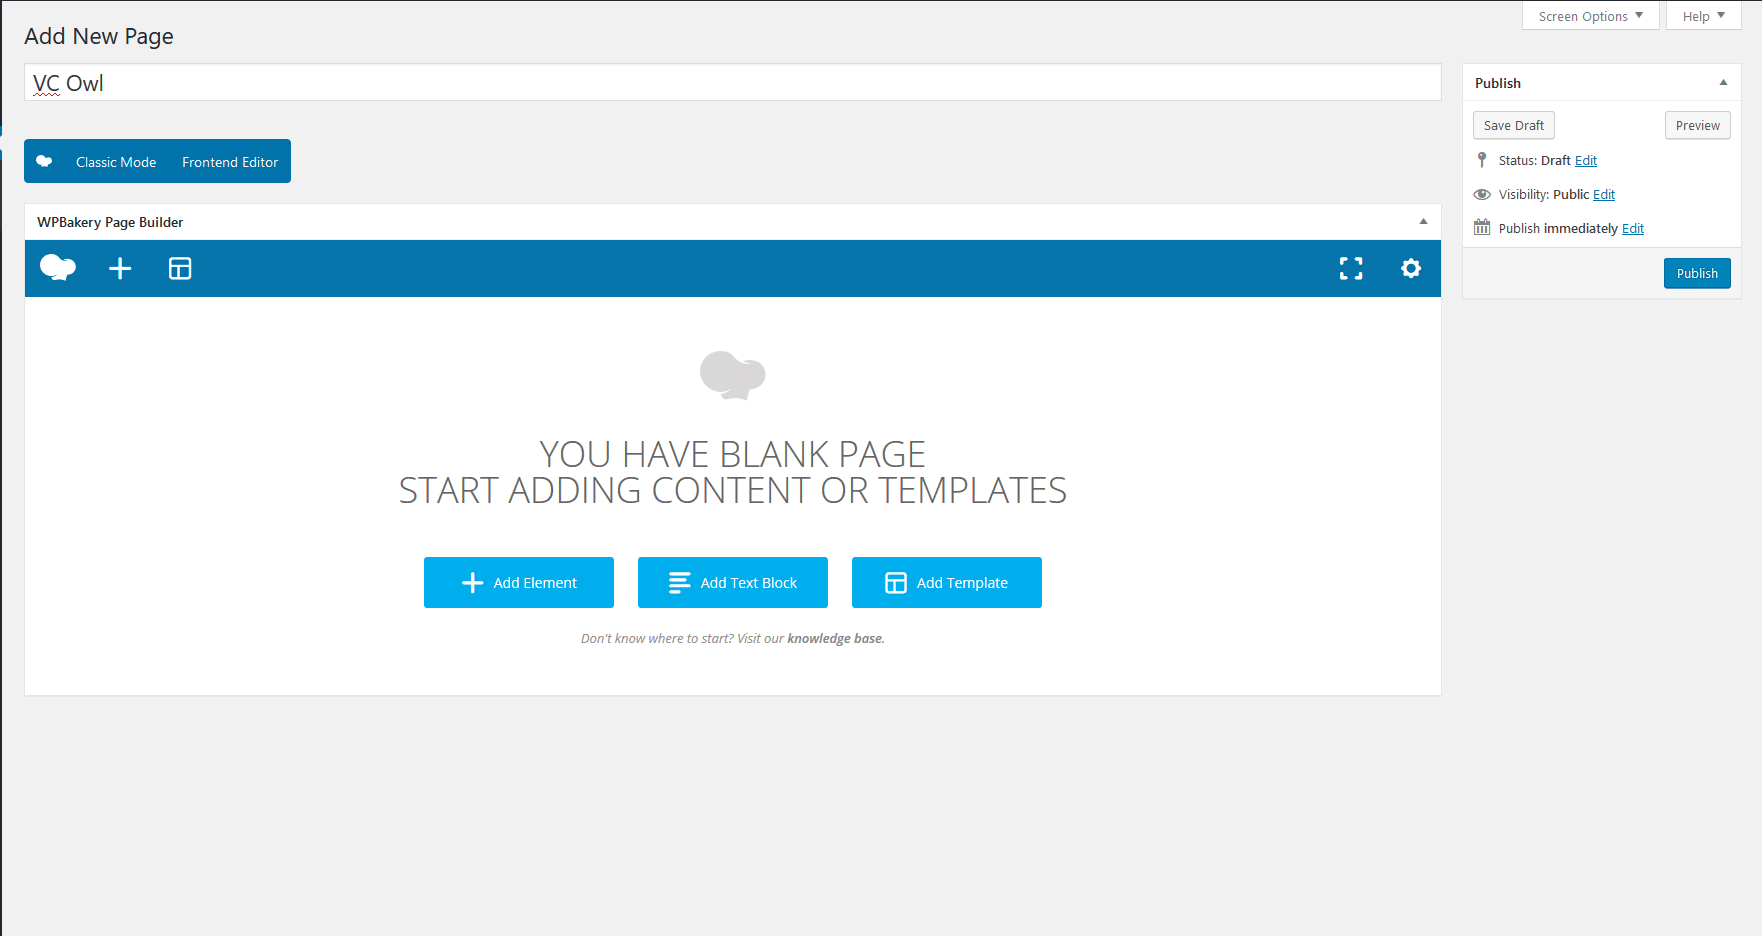 Screen Options
Help
Add New Page
VC Owl
Classic Mode
Frontend Editor
WPBakery Page Builder
YOU HAVE BLANK PAGE
START ADDING CONTENT OR TEMPLATES
Add Element
Add Text Block
Add Template
Don't know where to start? Visit our knowledge base.
Publish
Save Draft
Preview
Status: Draft Edit
Visibility: Public Edit
Publish immediately Edit
Publish